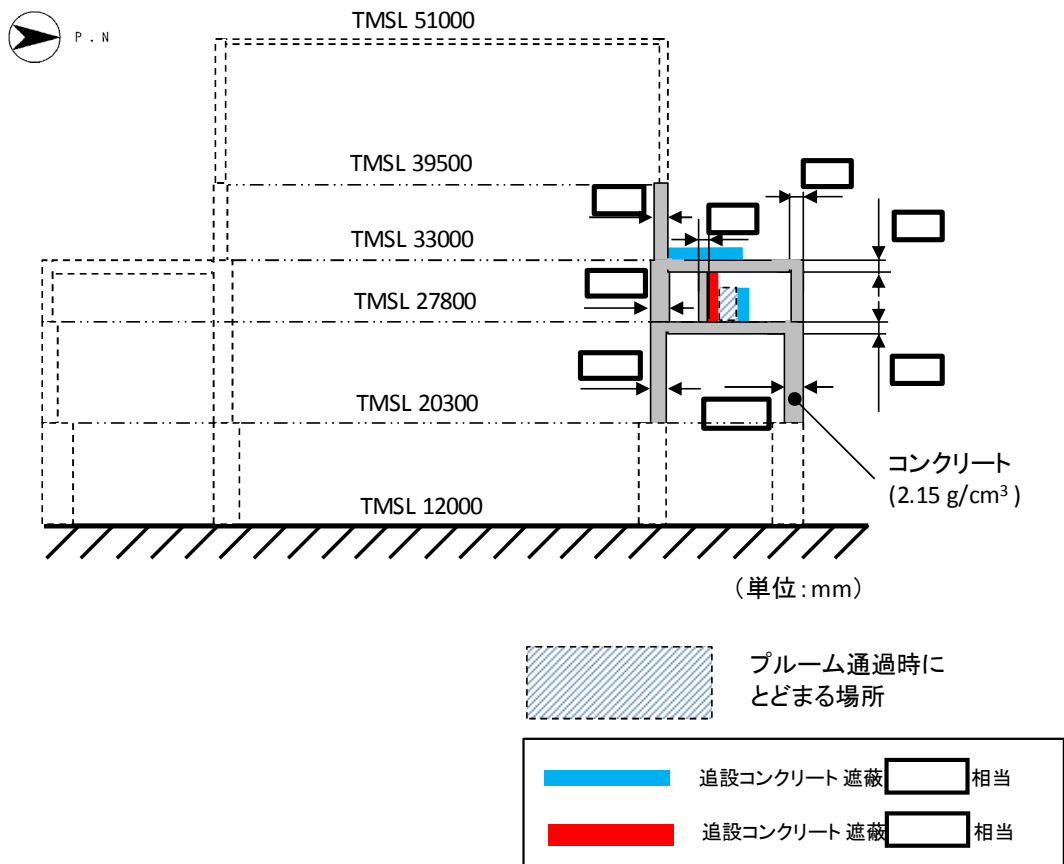 P.N
TMSL 51000
TMSL 39500
TMSL 33000
TMSL 27800
TMSL 20300
TMSL 12000
コンクリート
(2.15 g/cm³)
（単位：mm）
プルーム通過時に
とどまる場所
追設コンクリート 遮蔽 相当
追設コンクリート 遮蔽 相当